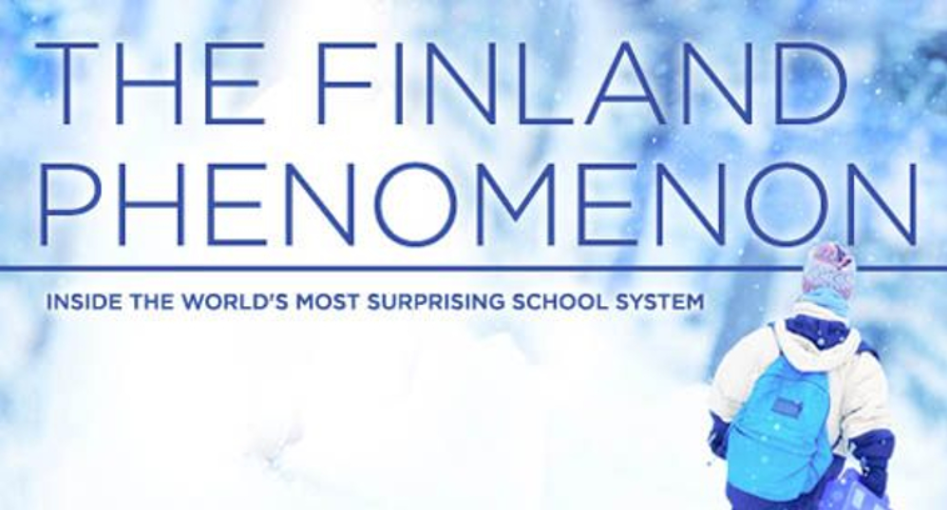 THE FINLAND
PHENOMENON
INSIDE THE WORLD'S MOST SURPRISING SCHOOL SYSTEM